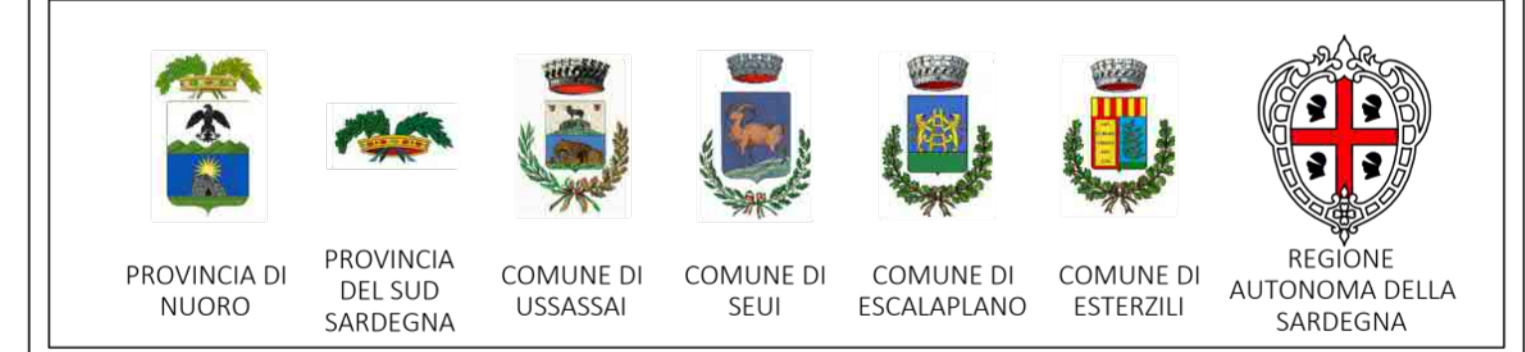 PROVINCIA DI
NUORO
PROVINCIA
DEL SUD
SARDEGNA
COMUNE DI
USSASSAI
COMUNE DI
SEUI
COMUNE DI
ESCALAPLANO
COMUNE DI
ESTERZILI
REGIONE
AUTONOMA DELLA
SARDEGNA